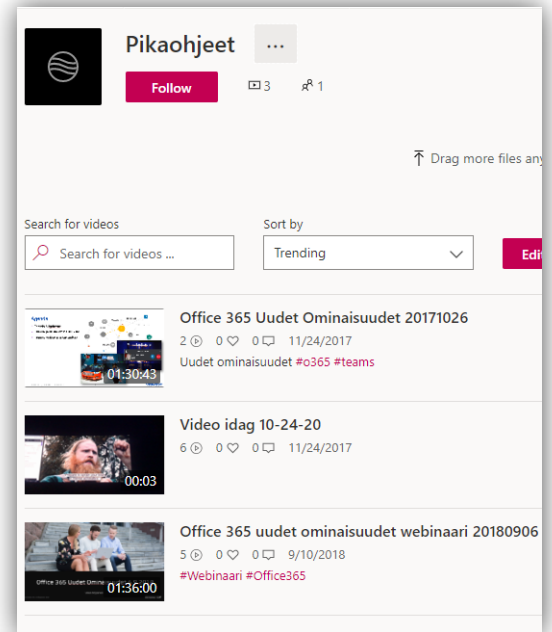 Pikaohjeet ...
Follow 3 1
Drag more files any
Search for videos Sort by
Search for videos ... Trending Edi
Office 365 Uudet Ominaisuudet 20171026
2 0 0 11/24/2017
Uudet ominaisuudet #o365 #teams
Agenda
01:30:43
Video idag 10-24-20
6 0 0 11/24/2017
00:03
Office 365 uudet ominaisuudet webinaari 20180906
5 0 0 9/10/2018
#Webinaari #Office365
Office 365 Uudet Omina
01:36:00